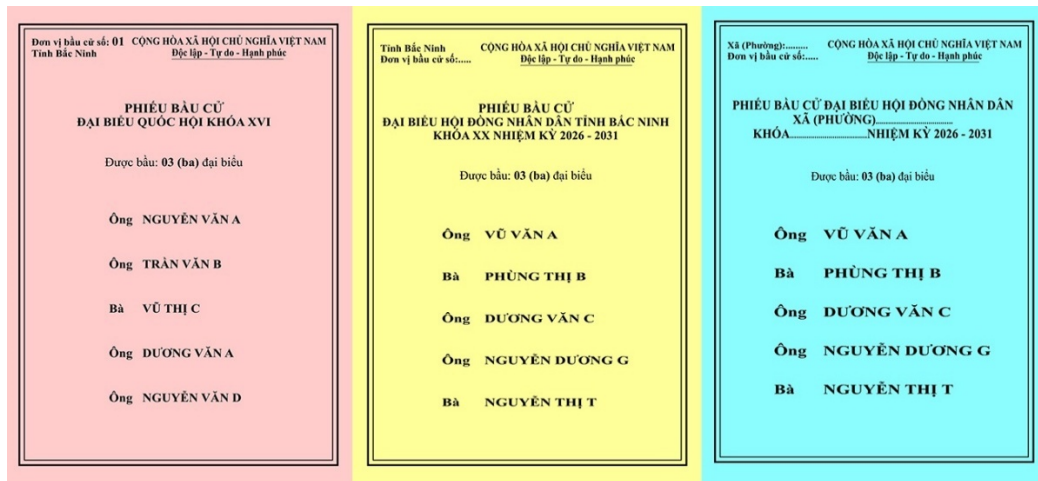 Đơn vị bầu cử số: 01 CỘNG HÒA XÃ HỘI CHỦ NGHĨA VIỆT NAM
Tỉnh Bắc Ninh Độc lập - Tự do - Hạnh phúc
PHIẾU BẦU CỬ
ĐẠI BIỂU QUỐC HỘI KHÓA XVI
Được bầu: 03 (ba) đại biểu
Ông NGUYỄN VĂN A
Ông TRẦN VĂN B
Bà VŨ THỊ C
Ông DƯƠNG VĂN A
Ông NGUYỄN VĂN D
Tỉnh Bắc Ninh CỘNG HÒA XÃ HỘI CHỦ NGHĨA VIỆT NAM
Đơn vị bầu cử số:..... Độc lập - Tự do - Hạnh phúc
PHIẾU BẦU CỬ
ĐẠI BIỂU HỘI ĐỒNG NHÂN DÂN TỈNH BẮC NINH
KHÓA XX NHIỆM KỲ 2026 - 2031
Được bầu: 03 (ba) đại biểu
Ông VŨ VĂN A
Bà PHÙNG THỊ B
Ông DƯƠNG VĂN C
Ông NGUYỄN DƯƠNG G
Bà NGUYỄN THỊ T
Xã (Phường):......... CỘNG HÒA XÃ HỘI CHỦ NGHĨA VIỆT NAM
Đơn vị bầu cử số:..... Độc lập - Tự do - Hạnh phúc
PHIẾU BẦU CỬ ĐẠI BIỂU HỘI ĐỒNG NHÂN DÂN
XÃ (PHƯỜNG)..............................
KHÓA..............................NHIỆM KỲ 2026 - 2031
Được bầu: 03 (ba) đại biểu
Ông VŨ VĂN A
Bà PHÙNG THỊ B
Ông DƯƠNG VĂN C
Ông NGUYỄN DƯƠNG G
Bà NGUYỄN THỊ T